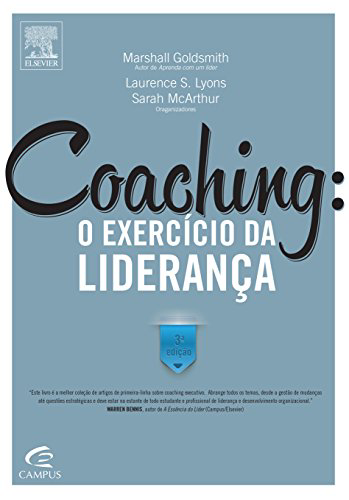 ELSEVIER
Marshall Goldsmith
Autor de Aprenda com um líder
Laurence S. Lyons
Sarah McArthur
Oraganizadores
Coaching:
O EXERCÍCIO DA
LIDERANÇA
3ª
edição
"Este livro é a melhor coleção de artigos de primeira-linha sobre coaching executivo. Abrange todos os temas, desde a gestão de mudanças
até questões estratégicas e deve estar na estante de todo estudante e profissional de liderança e desenvolvimento organizacional."
WARREN BENNIS, autor de A Essência do Líder (Campus/Elsevier)
CAMPUS